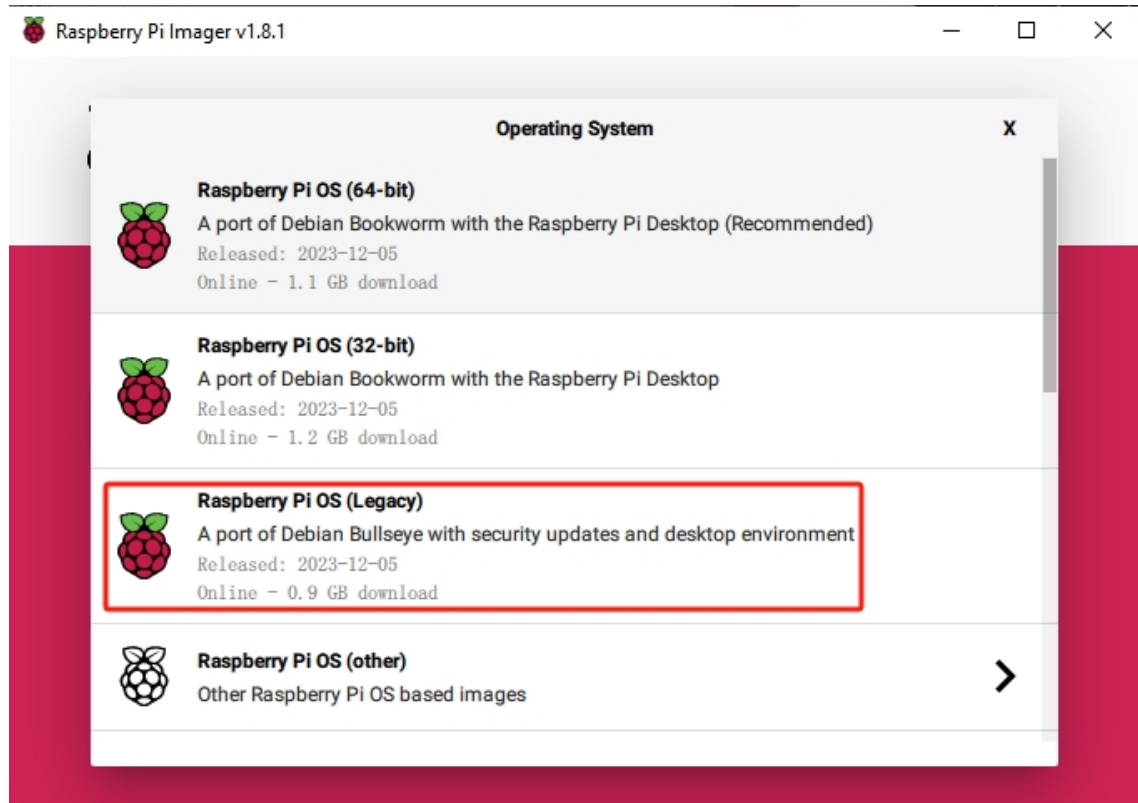 Raspberry Pi Imager v1.8.1
Operating System
X
Raspberry Pi OS (64-bit)
A port of Debian Bookworm with the Raspberry Pi Desktop (Recommended)
Released: 2023-12-05
Online - 1.1 GB download
Raspberry Pi OS (32-bit)
A port of Debian Bookworm with the Raspberry Pi Desktop
Released: 2023-12-05
Online - 1.2 GB download
Raspberry Pi OS (Legacy)
A port of Debian Bullseye with security updates and desktop environment
Released: 2023-12-05
Online - 0.9 GB download
Raspberry Pi OS (other)
Other Raspberry Pi OS based images